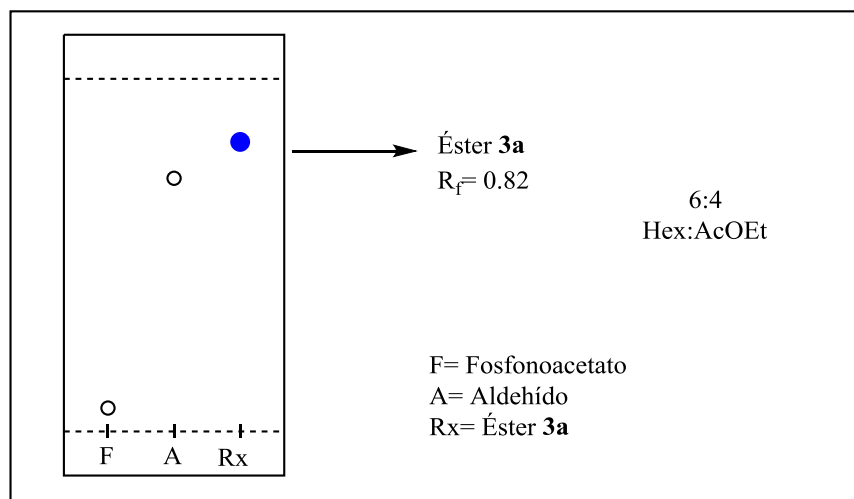 Éster 3a
Rf= 0.82
6:4
Hex:AcOEt
F= Fosfonoacetato
A= Aldehído
Rx= Éster 3a
F A Rx